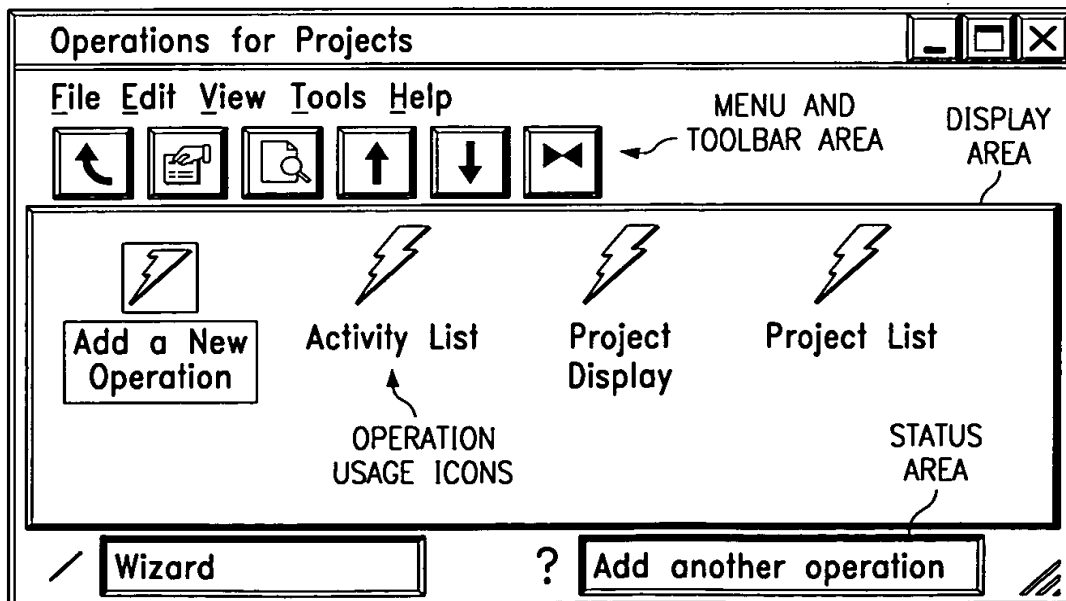 Operations for Projects
File Edit View Tools Help
MENU AND
TOOLBAR AREA
DISPLAY
AREA
Add a New
Operation
Activity List
Project
Display
Project List
OPERATION
USAGE ICONS
STATUS
AREA
Wizard
? Add another operation